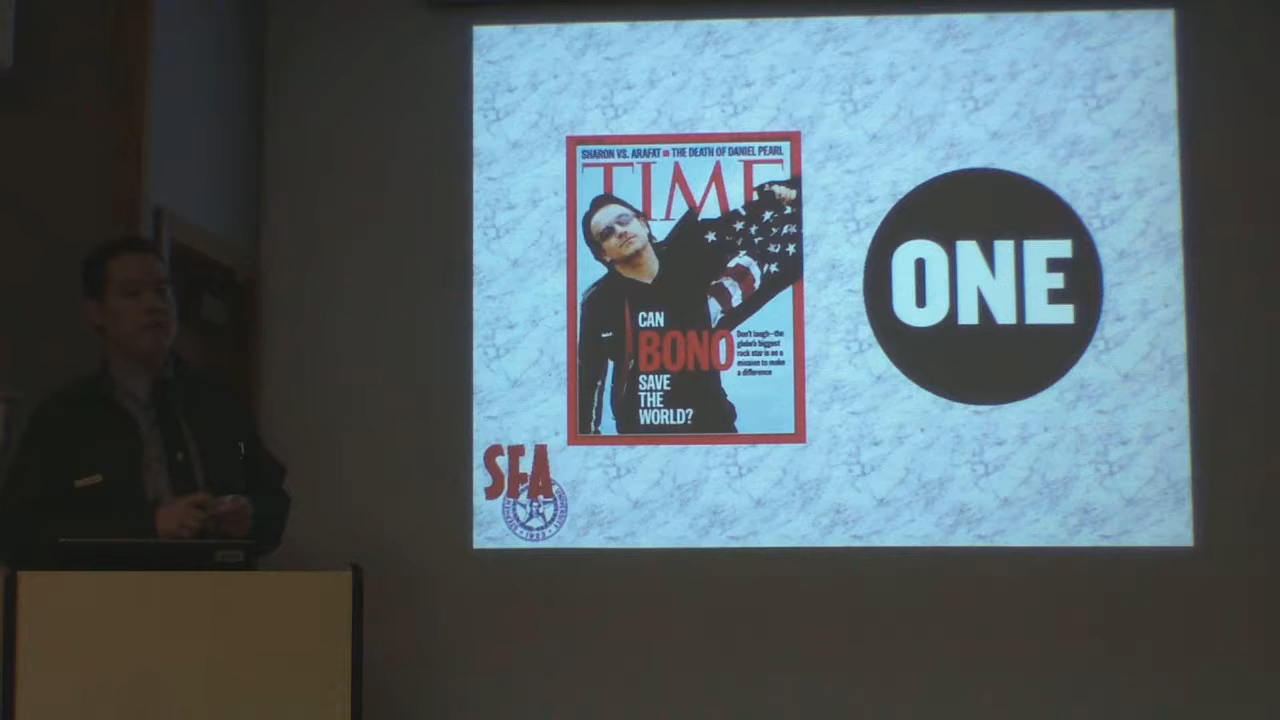 SHARON VS. ARAFAT ■ THE DEATH OF DANIEL PEARL
TIME
CAN
BONO
SAVE
THE
WORLD?
Don't laugh—the
globe's biggest
rock star is on a
mission to make
a difference
ONE
SFA
1923